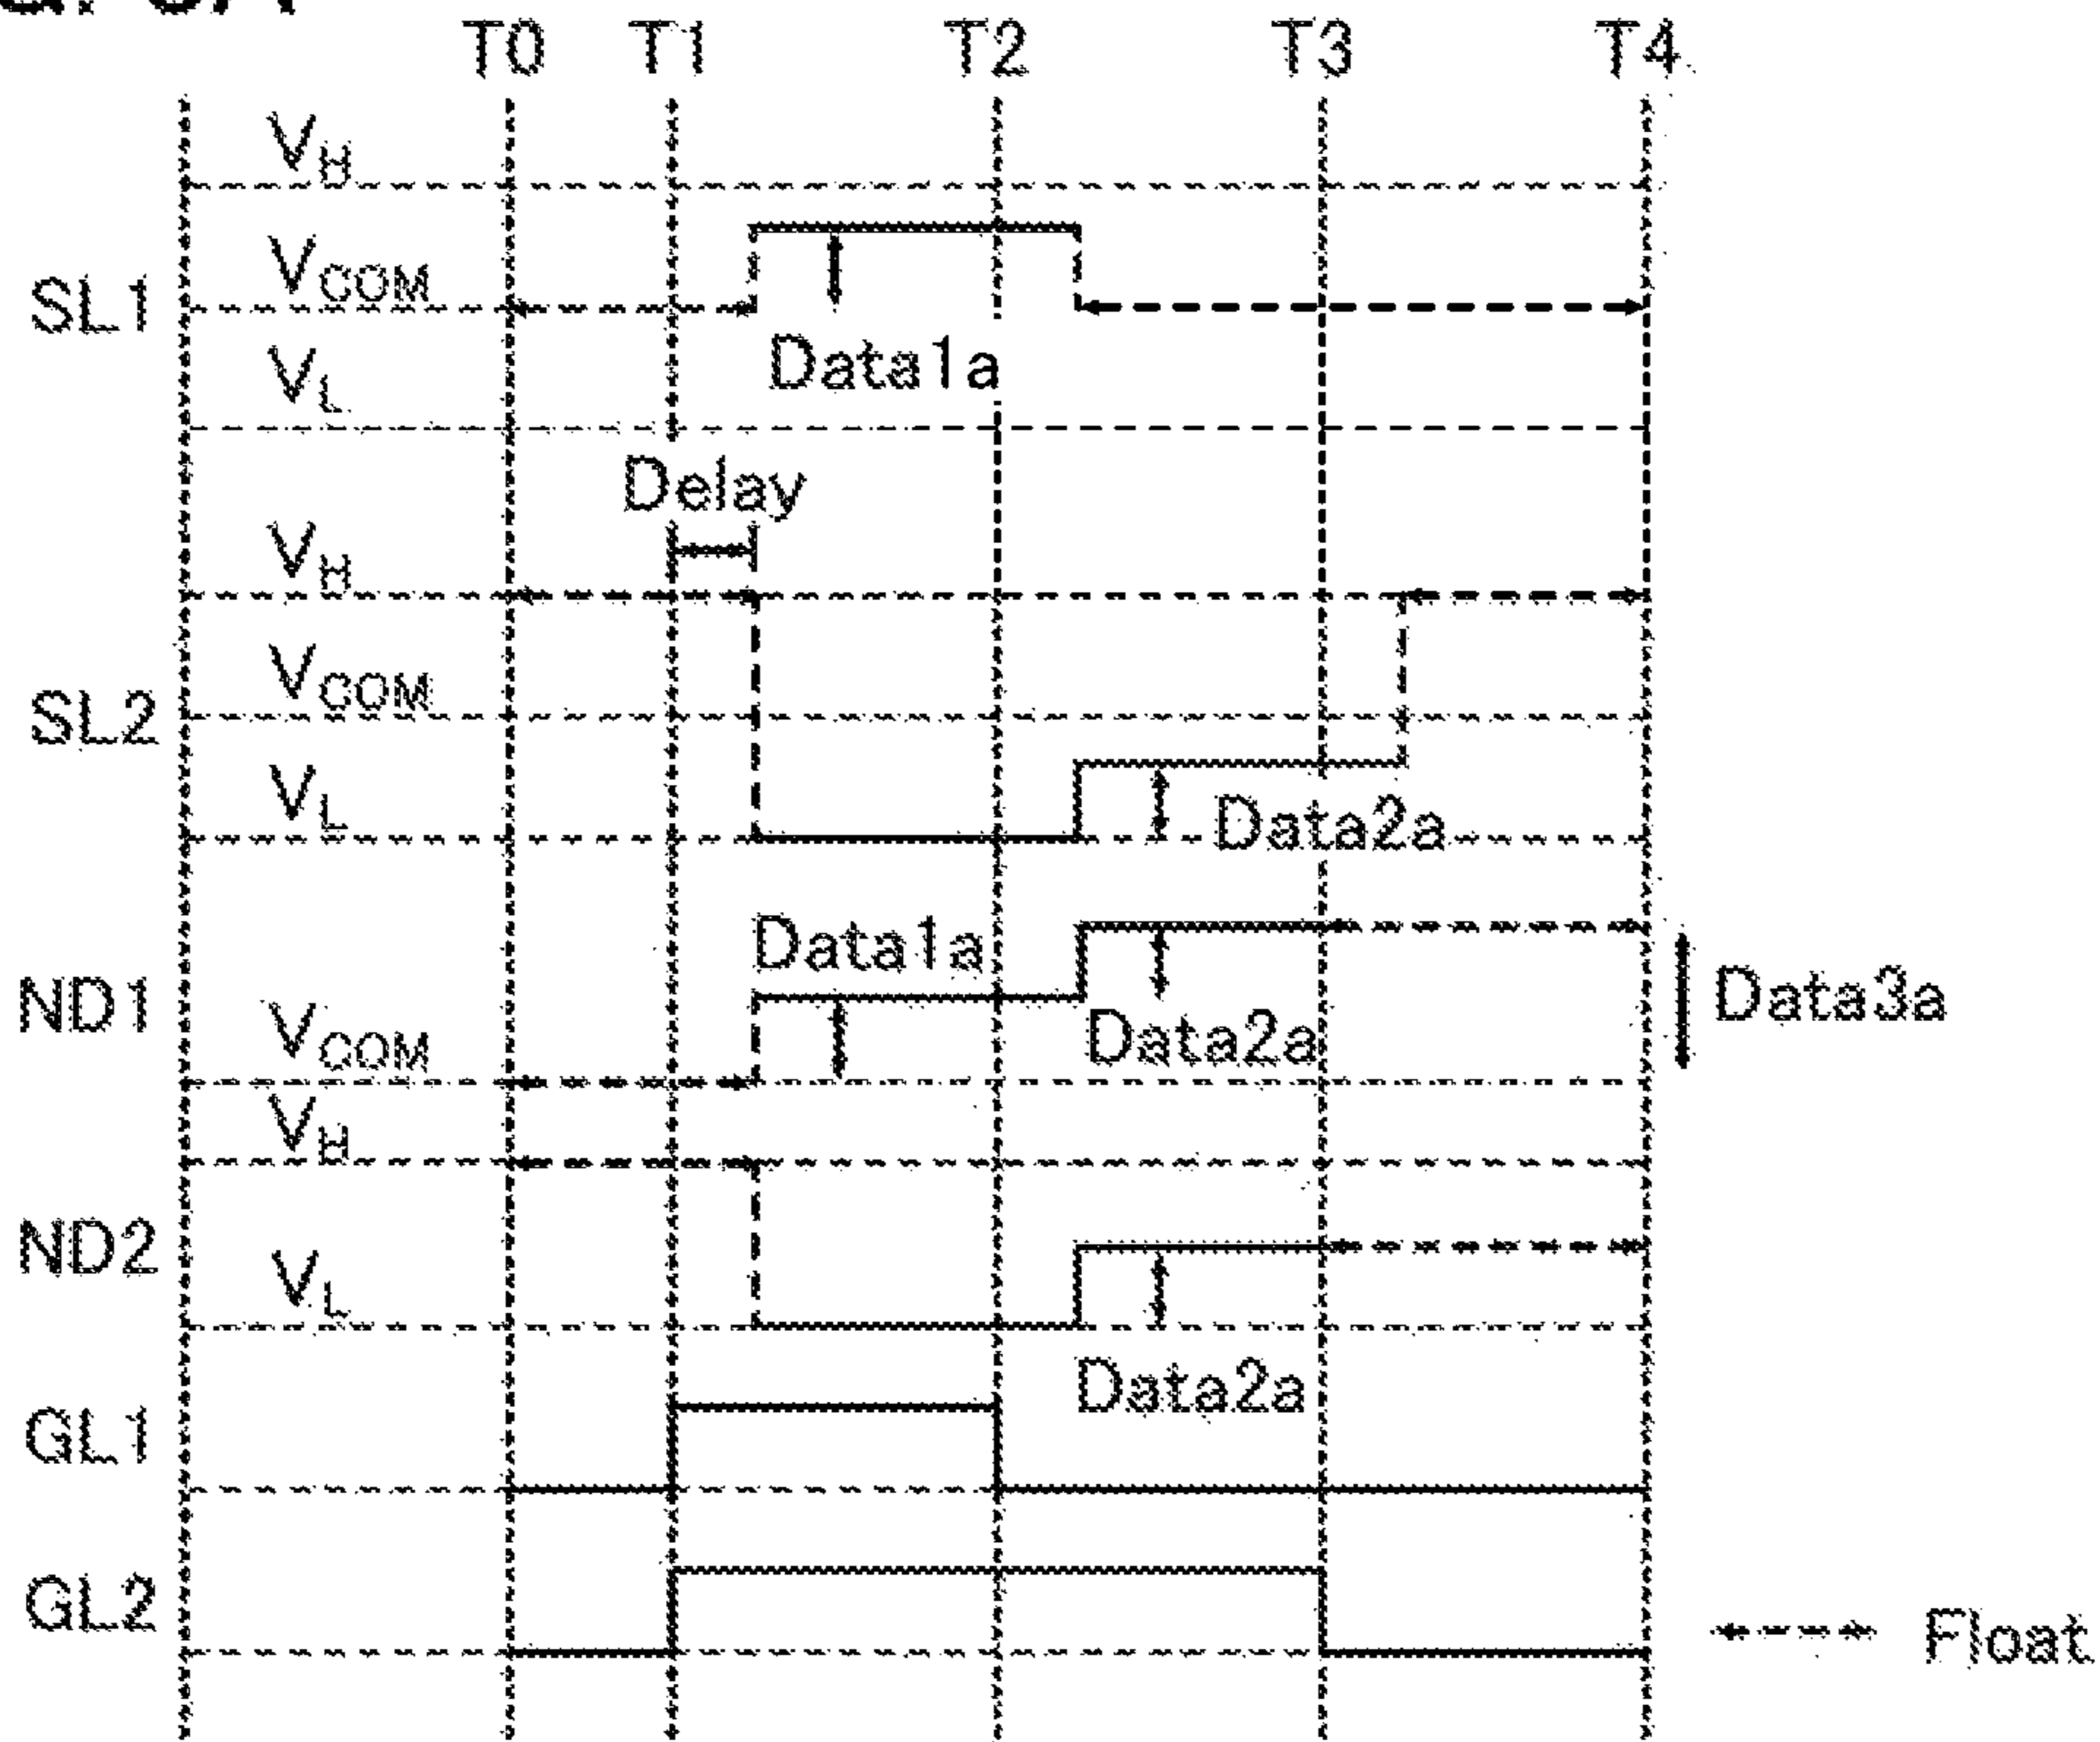 T0 T1 T2 T3 T4
VH
VCOM
SL1
VL
Data1a
Delay
VH
VCOM
SL2
VL
Data2a
Data1a
ND1
VCOM
Data2a
Data3a
VH
ND2
VL
Data2a
GL1
GL2
Float